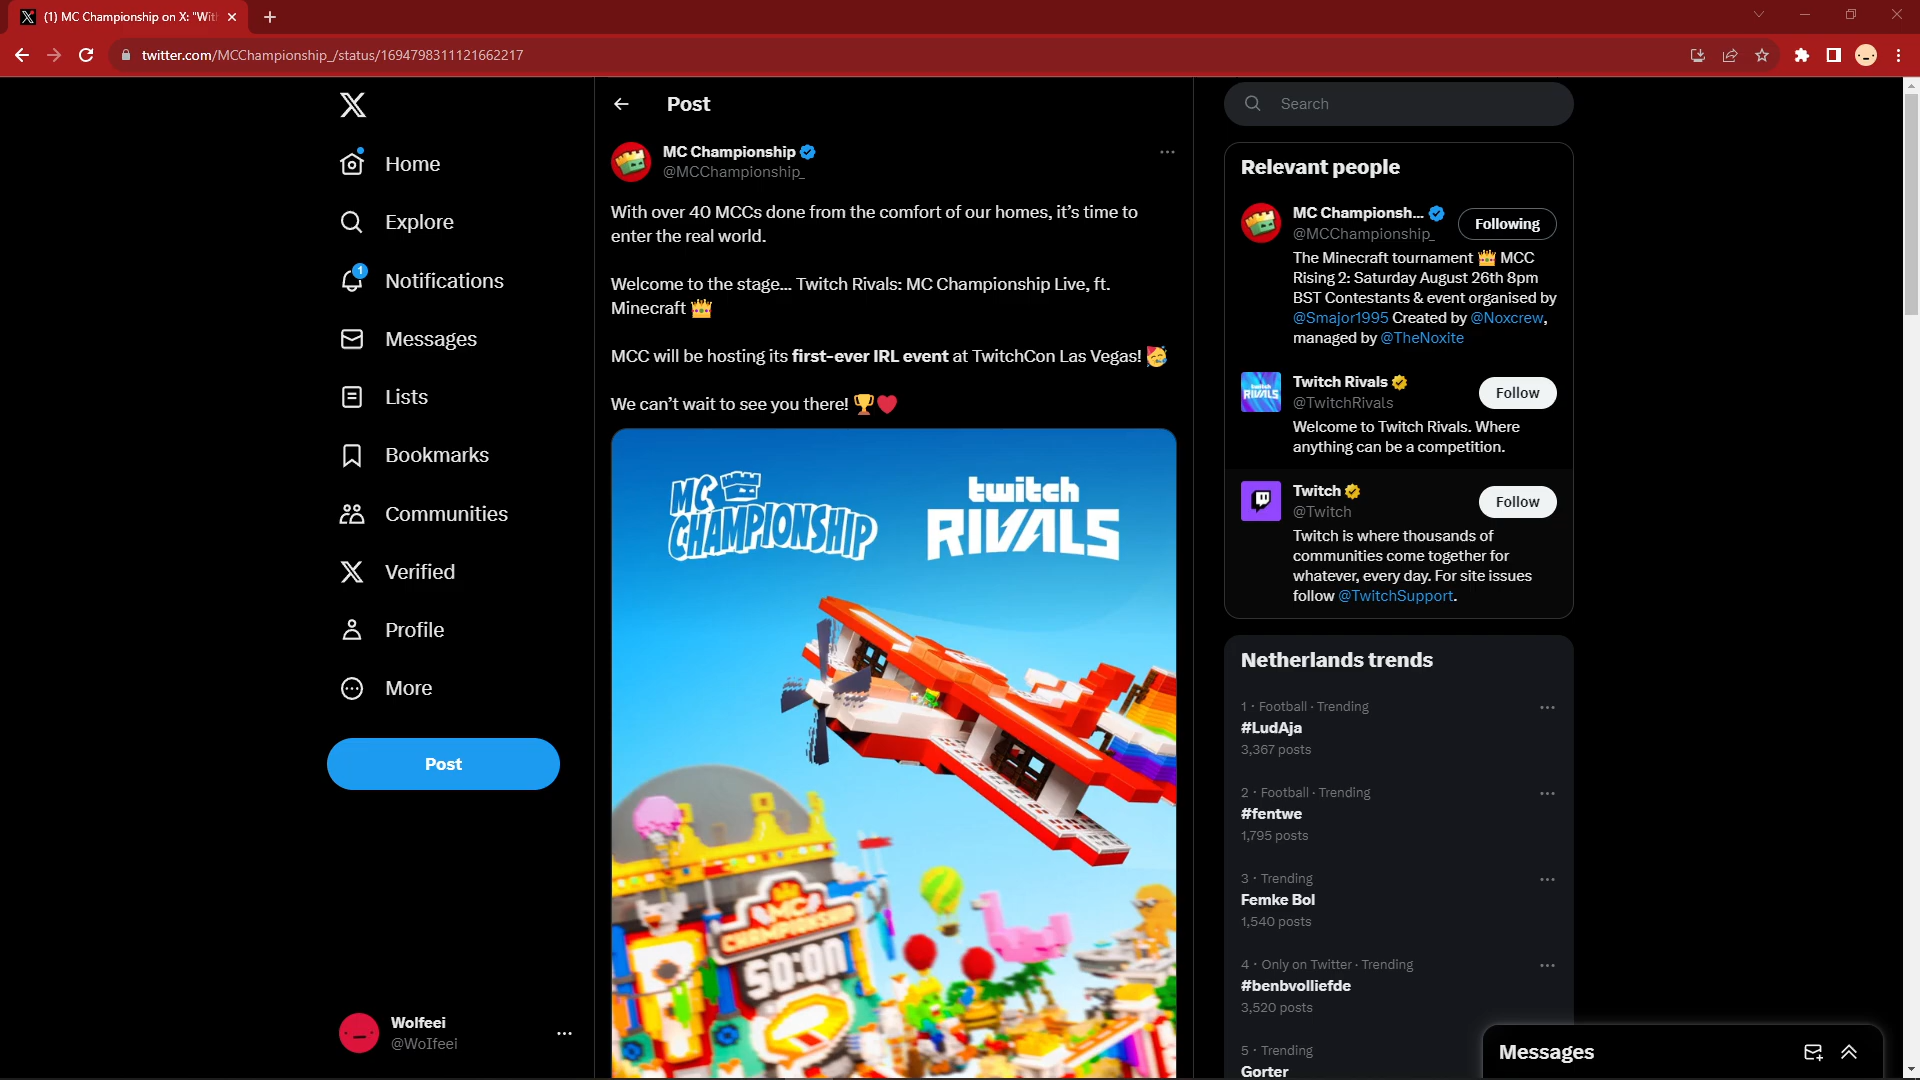 (1) MC Championship on X: "Wit
twitter.com/MCChampionship_/status/1694798311121662217
Home
Explore
1
Notifications
Messages
Lists
Bookmarks
Communities
Verified
Profile
More
Post
Wolfeei
@WoIfeei
Post
MC Championship
@MCChampionship_
With over 40 MCCs done from the comfort of our homes, it's time to
enter the real world.
Welcome to the stage... Twitch Rivals: MC Championship Live, ft.
Minecraft 👑
MCC will be hosting its first-ever IRL event at TwitchCon Las Vegas! 🥳
We can't wait to see you there! 🏆❤️
MC
CHAMPIONSHIP
twitch
RIVALS
MC
CHAMPIONSHIP
50:00
Search
Relevant people
MC Championsh...
@MCChampionship_
Following
The Minecraft tournament 👑 MCC
Rising 2: Saturday August 26th 8pm
BST Contestants & event organised by
@Smajor1995 Created by @Noxcrew,
managed by @TheNoxite
twitch
RIVALS
Twitch Rivals
@TwitchRivals
Follow
Welcome to Twitch Rivals. Where
anything can be a competition.
Twitch
@Twitch
Follow
Twitch is where thousands of
communities come together for
whatever, every day. For site issues
follow @TwitchSupport.
Netherlands trends
1 · Football · Trending
#LudAja
3,367 posts
2 · Football · Trending
#fentwe
1,795 posts
3 · Trending
Femke Bol
1,540 posts
4 · Only on Twitter · Trending
#benbvolliefde
3,520 posts
5 · Trending
Gorter
Messages